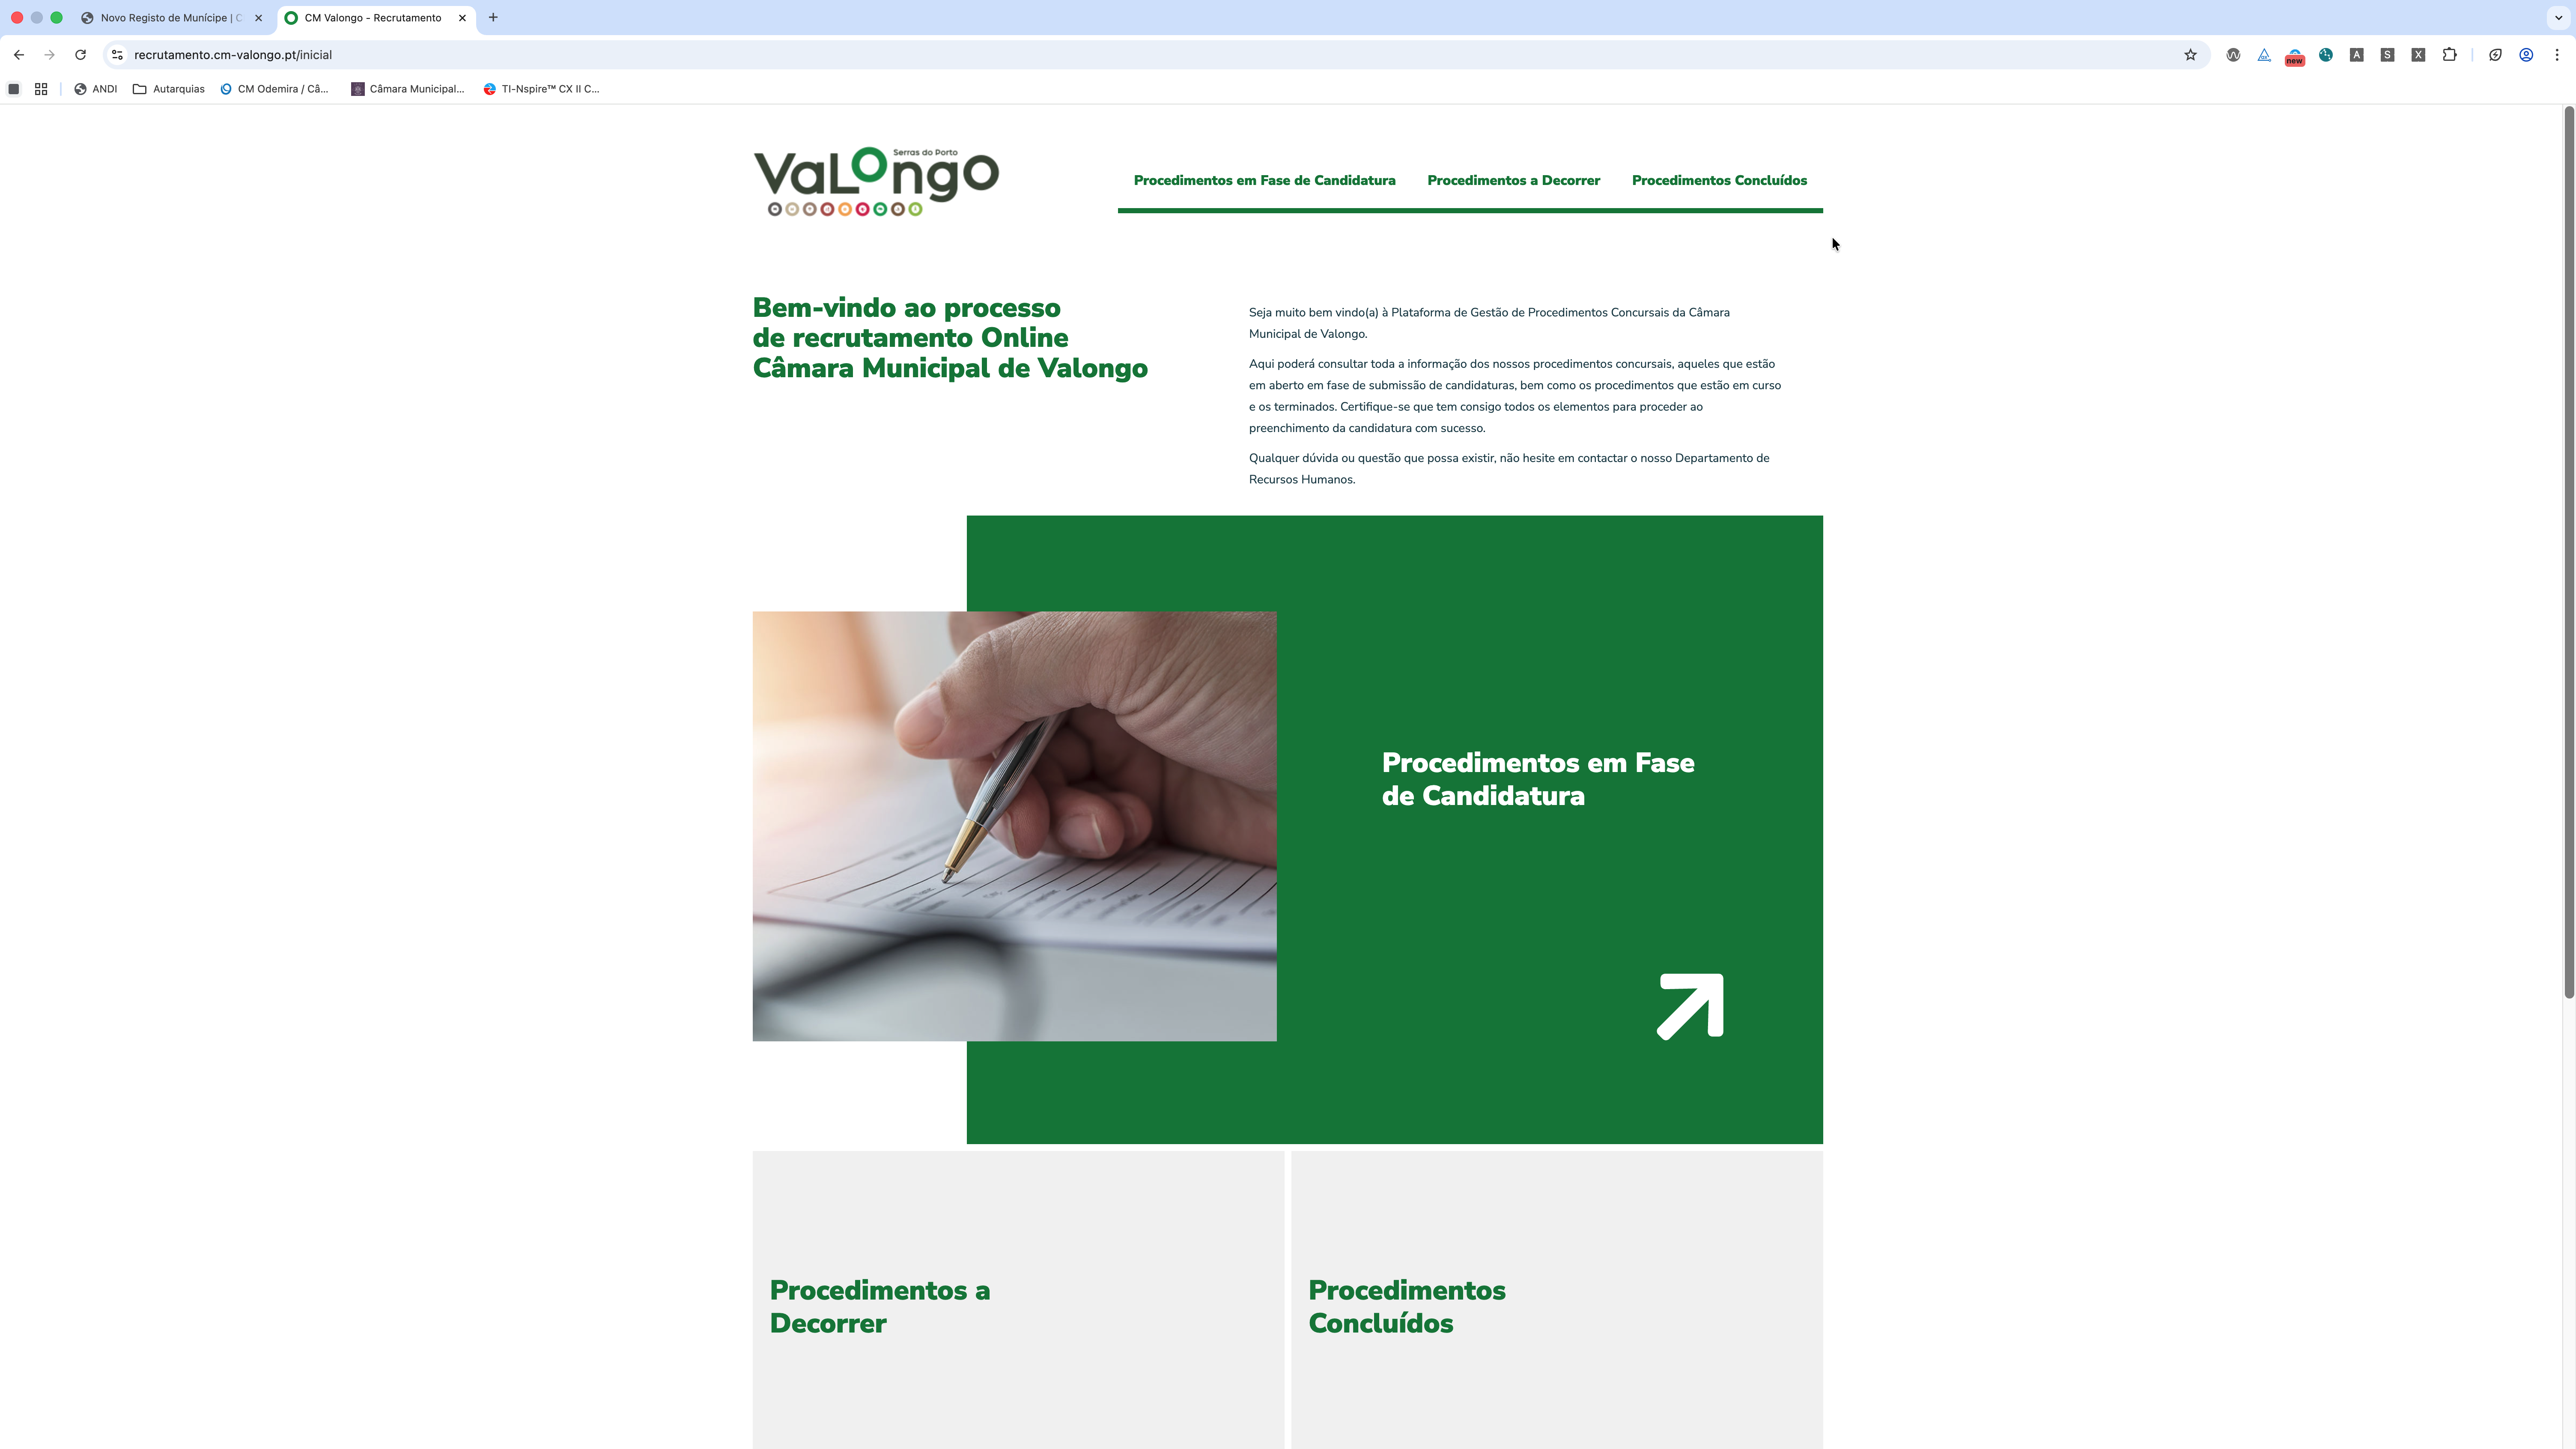 Novo Registo de Munícipe | C
CM Valongo - Recrutamento
recrutamento.cm-valongo.pt/inicial
new
A
S
X
ANDI
Autarquias
CM Odemira / Câ...
Câmara Municipal...
TI-Nspire™ CX II C...
Serras do Porto
VaLongo
Procedimentos em Fase de Candidatura
Procedimentos a Decorrer
Procedimentos Concluídos
Bem-vindo ao processo
de recrutamento Online
Câmara Municipal de Valongo
Seja muito bem vindo(a) à Plataforma de Gestão de Procedimentos Concursais da Câmara
Municipal de Valongo.
Aqui poderá consultar toda a informação dos nossos procedimentos concursais, aqueles que estão
em aberto em fase de submissão de candidaturas, bem como os procedimentos que estão em curso
e os terminados. Certifique-se que tem consigo todos os elementos para proceder ao
preenchimento da candidatura com sucesso.
Qualquer dúvida ou questão que possa existir, não hesite em contactar o nosso Departamento de
Recursos Humanos.
Procedimentos em Fase
de Candidatura
Procedimentos a
Decorrer
Procedimentos
Concluídos